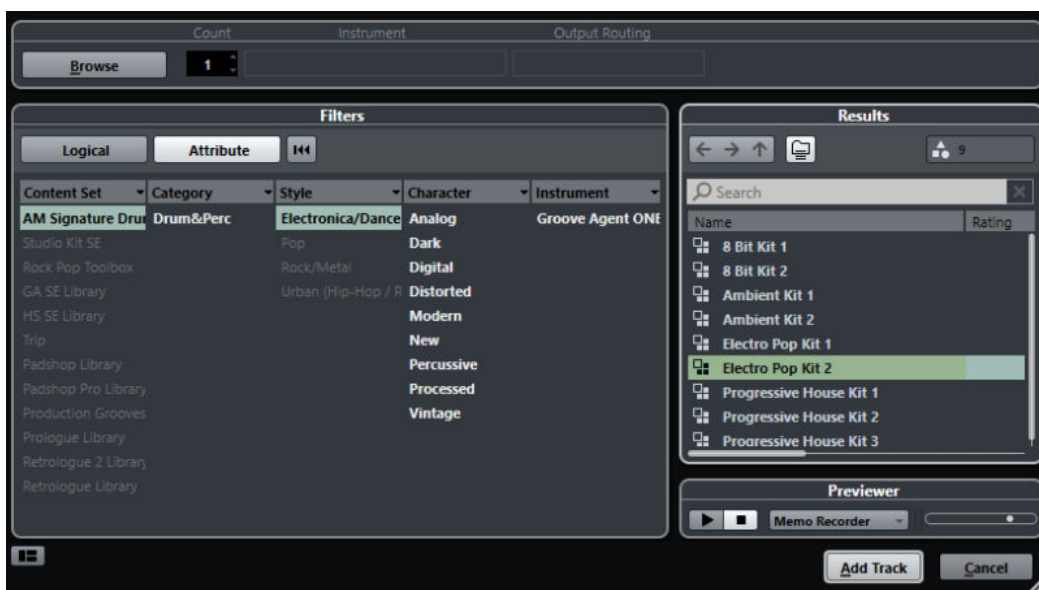 Count Instrument Output Routing
Browse 1
Filters
Logical Attribute
Content Set Category Style Character Instrument
AM Signature Dru Drum&Perc Electronica/Dance Analog Groove Agent ONE
Studio Kit SE Pop Dark
Rock Pop Toolbox Rock/Metal Digital
GA SE Library Urban (Hip-Hop / R Distorted
HS SE Library Modern
Trip New
Padshop Library Percussive
Padshop Pro Library Processed
Production Grooves Vintage
Prologue Library
Retrologue 2 Library
Retrologue Library
Results
9
Search
Name Rating
8 Bit Kit 1
8 Bit Kit 2
Ambient Kit 1
Ambient Kit 2
Electro Pop Kit 1
Electro Pop Kit 2
Progressive House Kit 1
Progressive House Kit 2
Progressive House Kit 3
Previewer
Memo Recorder
Add Track Cancel